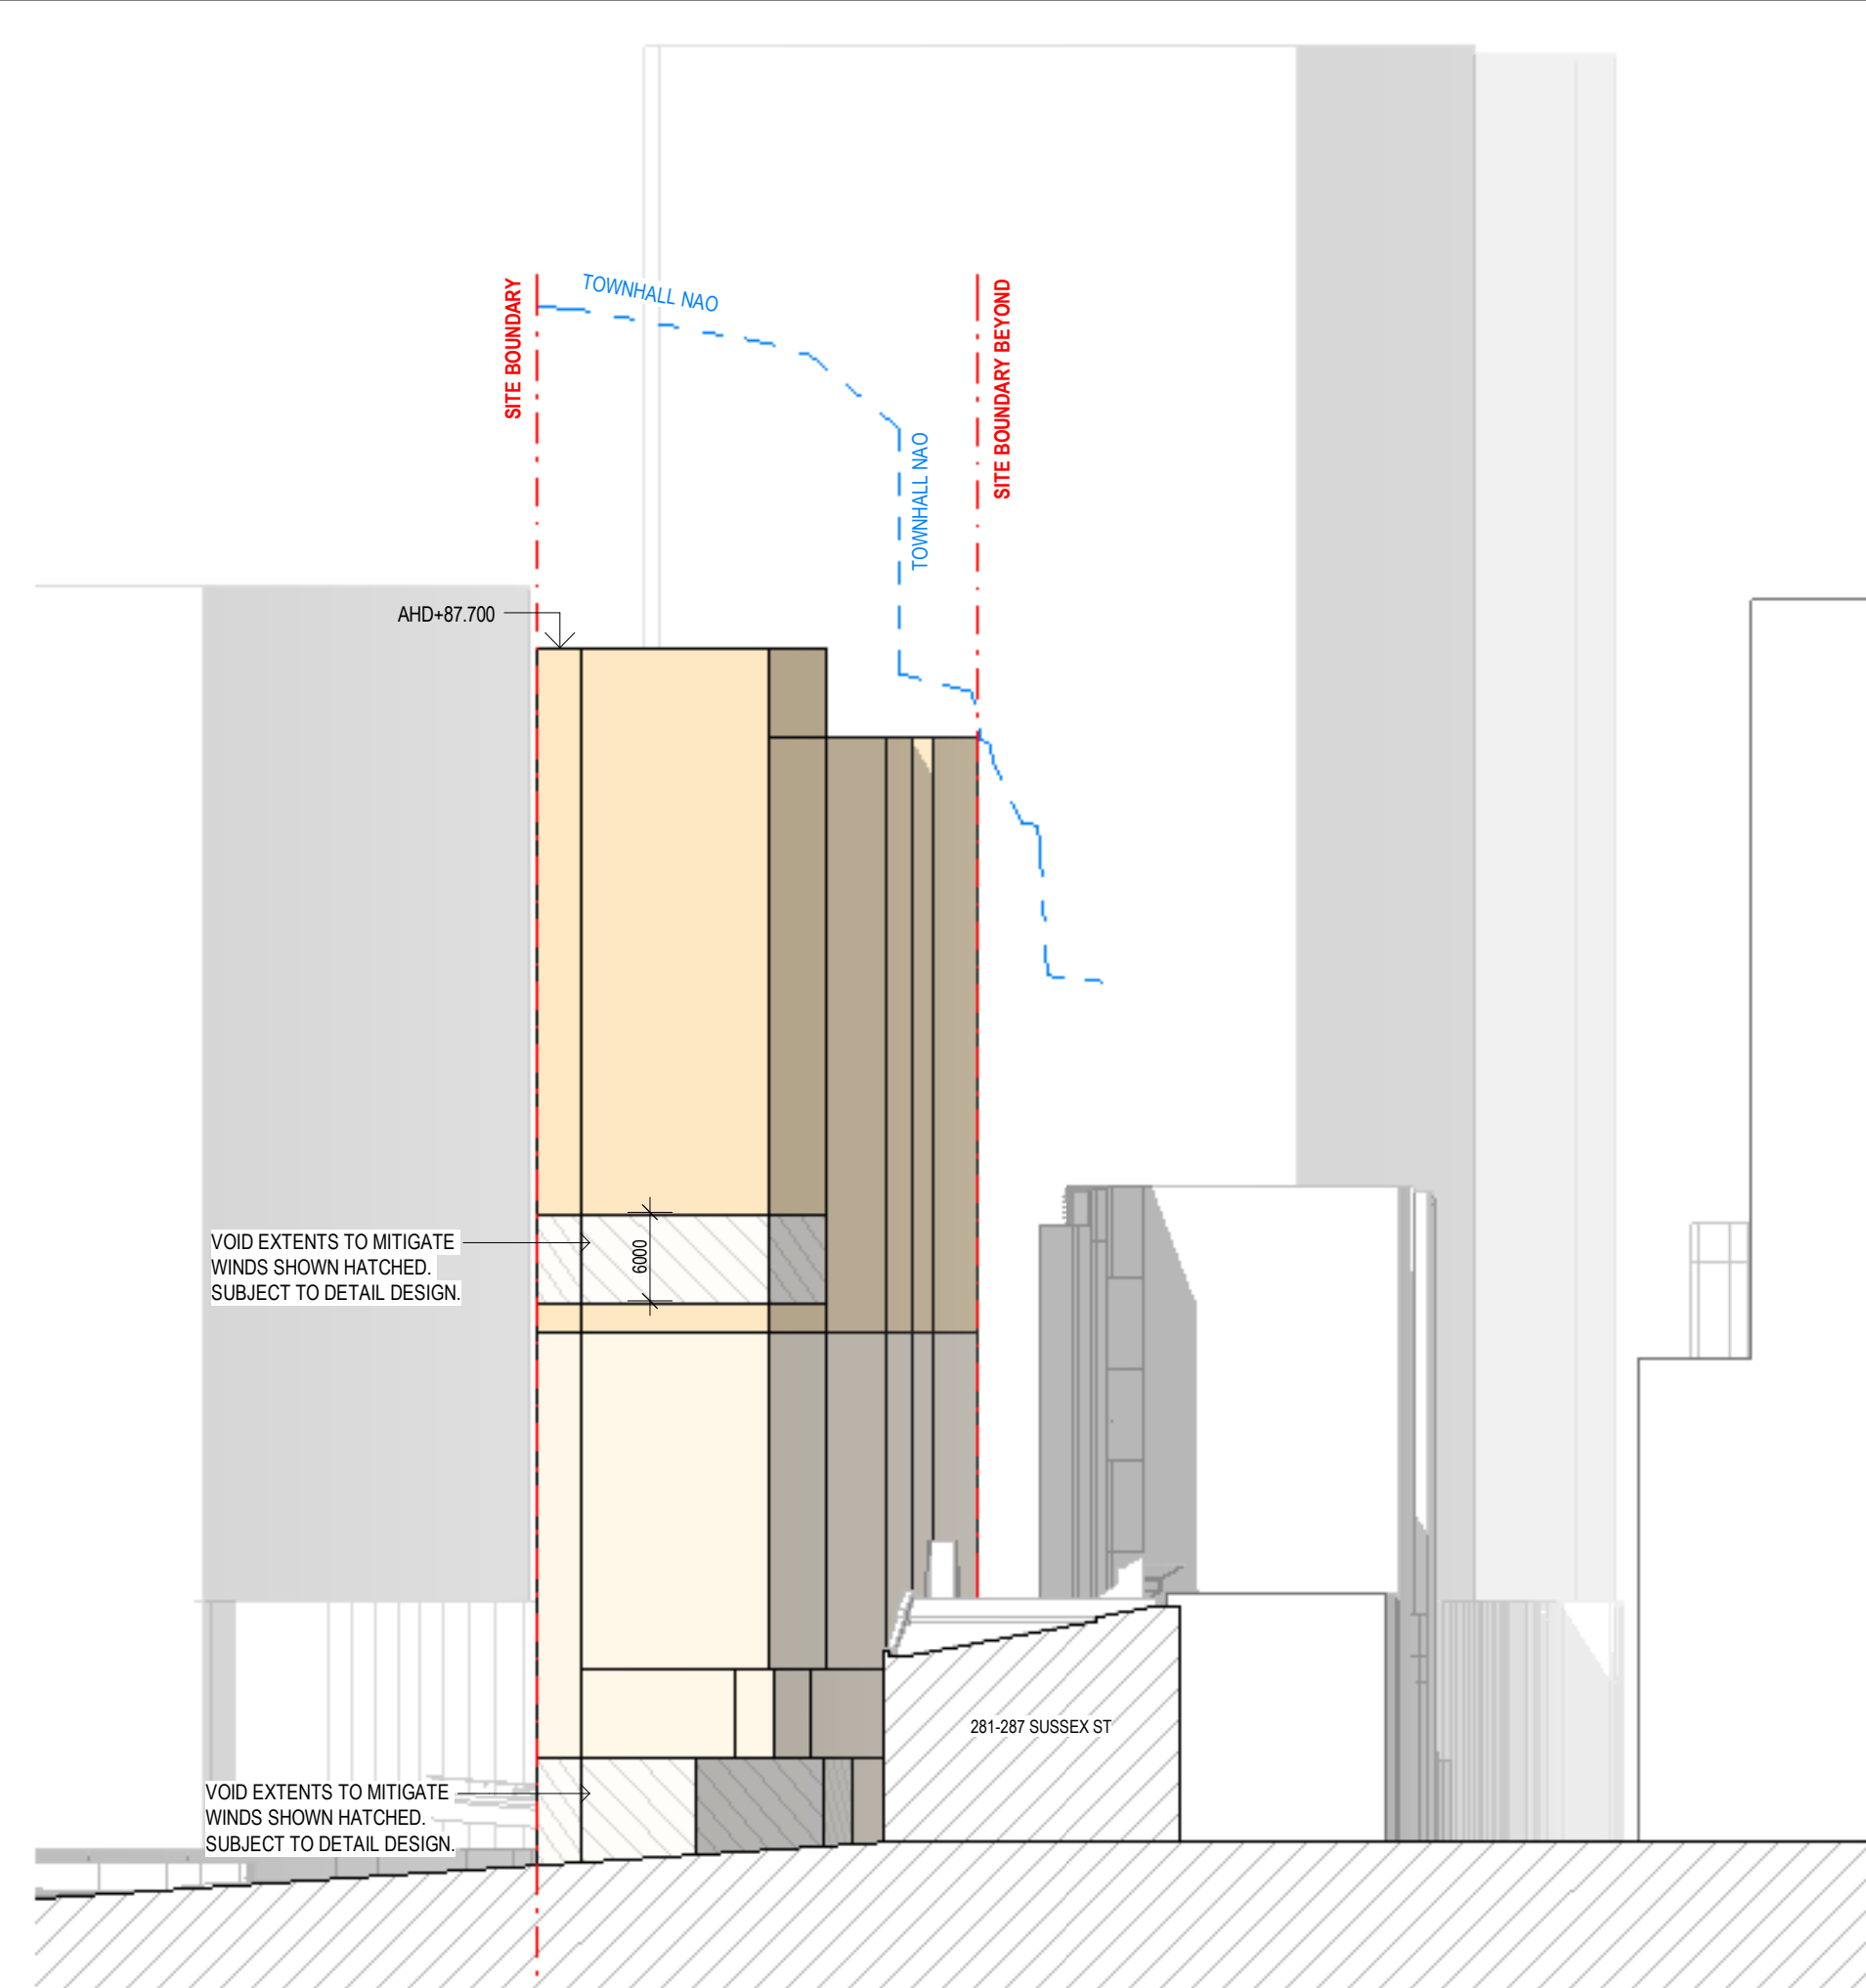 TOWNHALL NAO
SITE BOUNDARY
SITE BOUNDARY BEYOND
TOWNHALL NAO
AHD+87.700
VOID EXTENTS TO MITIGATE
WINDS SHOWN HATCHED.
SUBJECT TO DETAIL DESIGN.
6000
281-287 SUSSEX ST
VOID EXTENTS TO MITIGATE
WINDS SHOWN HATCHED.
SUBJECT TO DETAIL DESIGN.